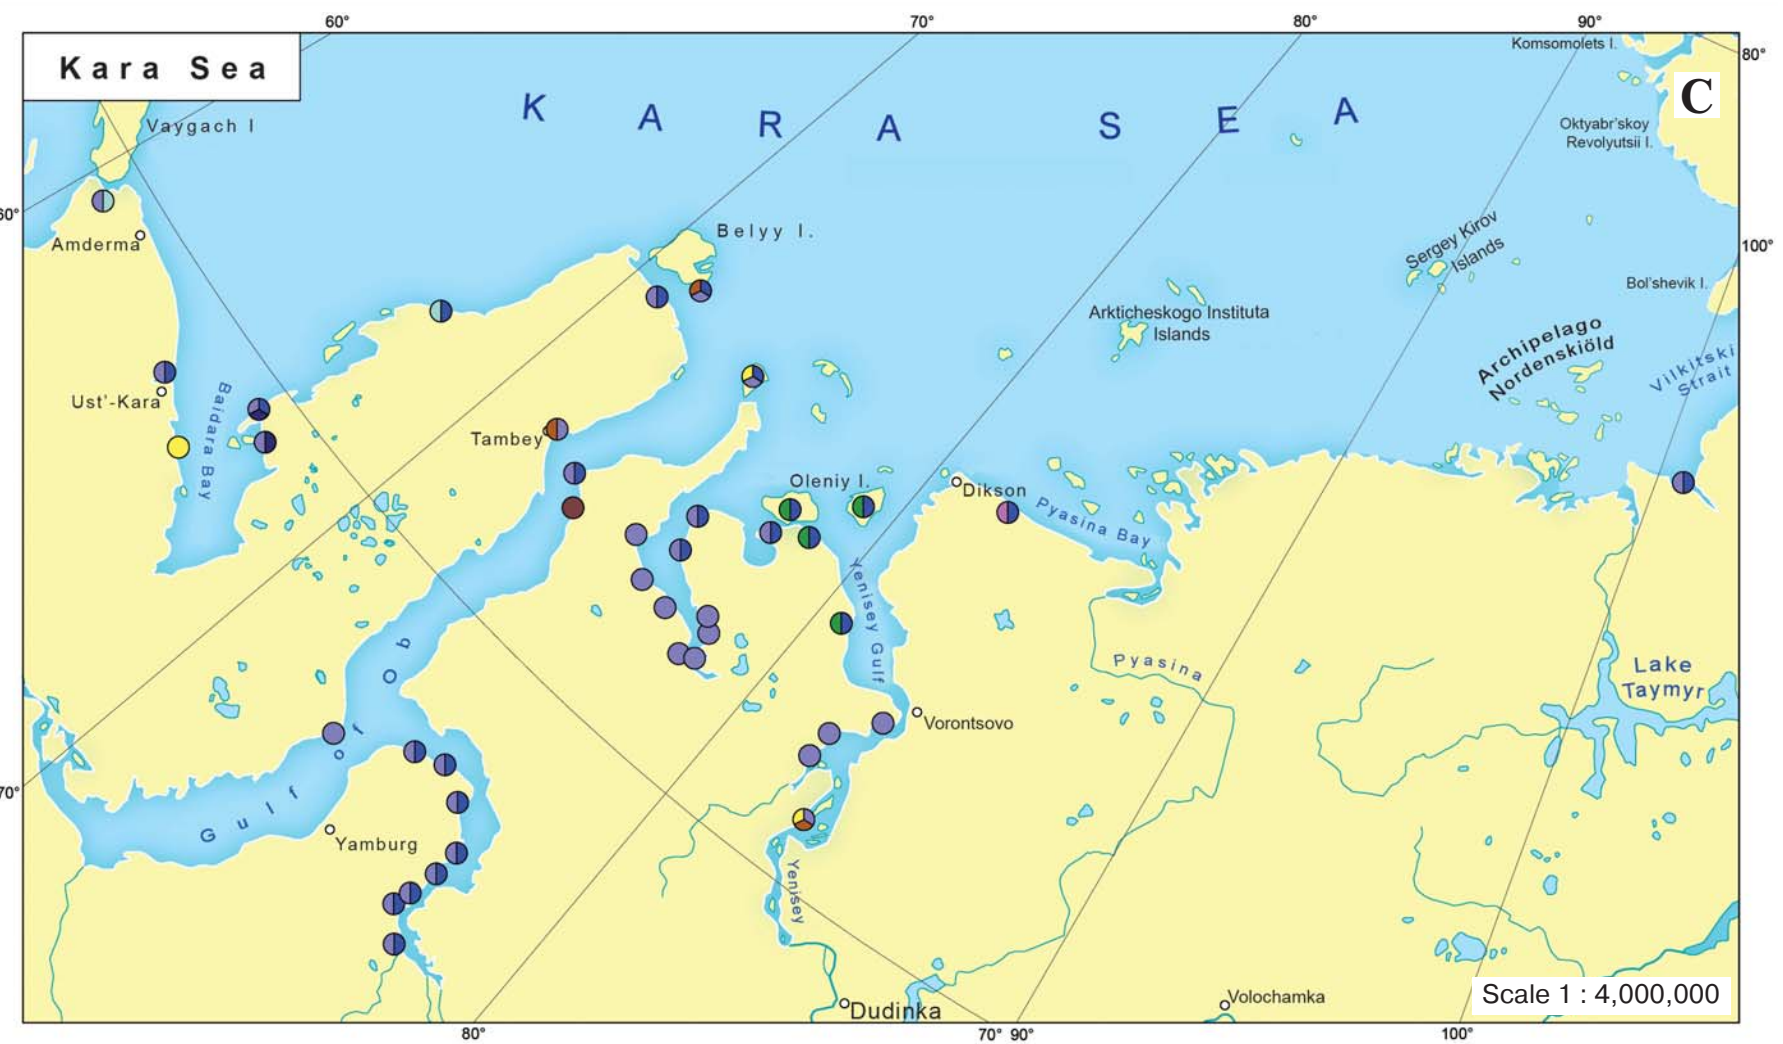 60°
70°
80°
90°
Kara Sea
Komsomolets I.
80°
C
KARA SEA
Vaygach I
Oktyabr'skoy
Revolyutsii I.
60°
Amderma
Belyy I.
Sergey Kirov
Islands
100°
Bol'shevik I.
Arkticheskogo Instituta
Islands
Archipelago
Nordenskiöld
Vilkitski
Strait
Ust'-Kara
Baidara Bay
Tambey
Oleniy I.
Dikson
Pyasina Bay
Yenisey Gulf
Pyasina
Lake
Taymyr
Vorontsovo
Gulf of Ob
70°
Yamburg
Yenisey
Dudinka
Volochamka
Scale 1 : 4,000,000
80°
70°
90°
100°